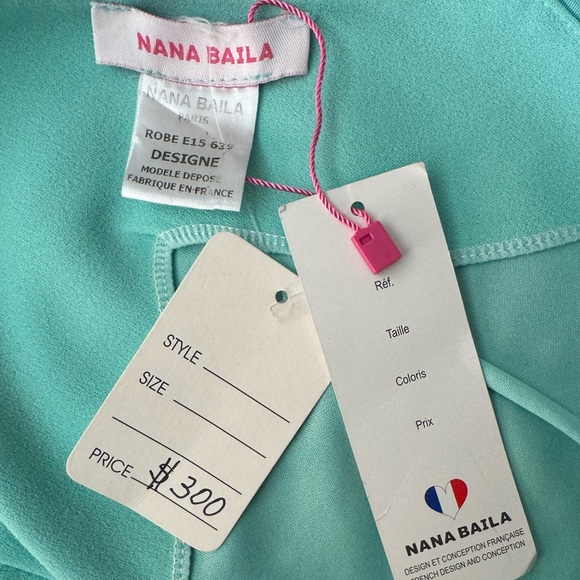 NANA BAILA
NANA BAILA
PARIS
ROBE E15 639
DESIGNE
MODELE DEPOSE
FABRIQUE EN FRANCE
STYLE
SIZE
PRICE $300
Réf.
Taille
Coloris
Prix
NANA BAILA
DESIGN ET CONCEPTION FRANÇAISE
FRENCH DESIGN AND CONCEPTION